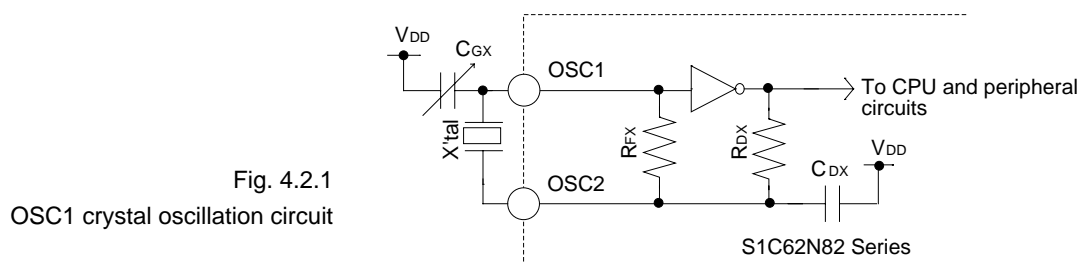 VDD
CGX
OSC1
To CPU and peripheral
circuits
X'tal
RFX
RDX
VDD
CDX
OSC2
Fig. 4.2.1
OSC1 crystal oscillation circuit
S1C62N82 Series